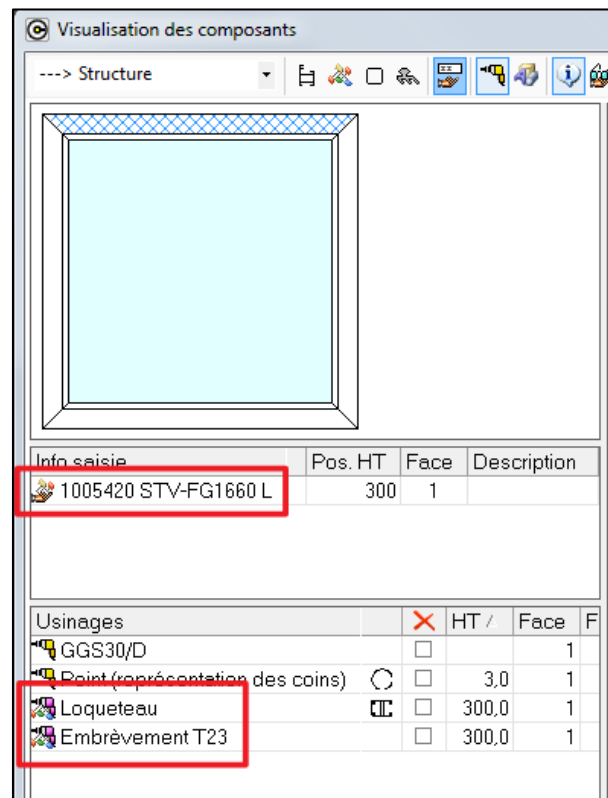 Visualisation des composants
---> Structure
Info saisie Pos. HT Face Description
1005420 STV-FG1660 L 300 1
Usinages HT Face F
GGS30/D 1
Point (représentation des coins) 3,0 1
Loqueteau 300,0 1
Embrèvement T23 300,0 1